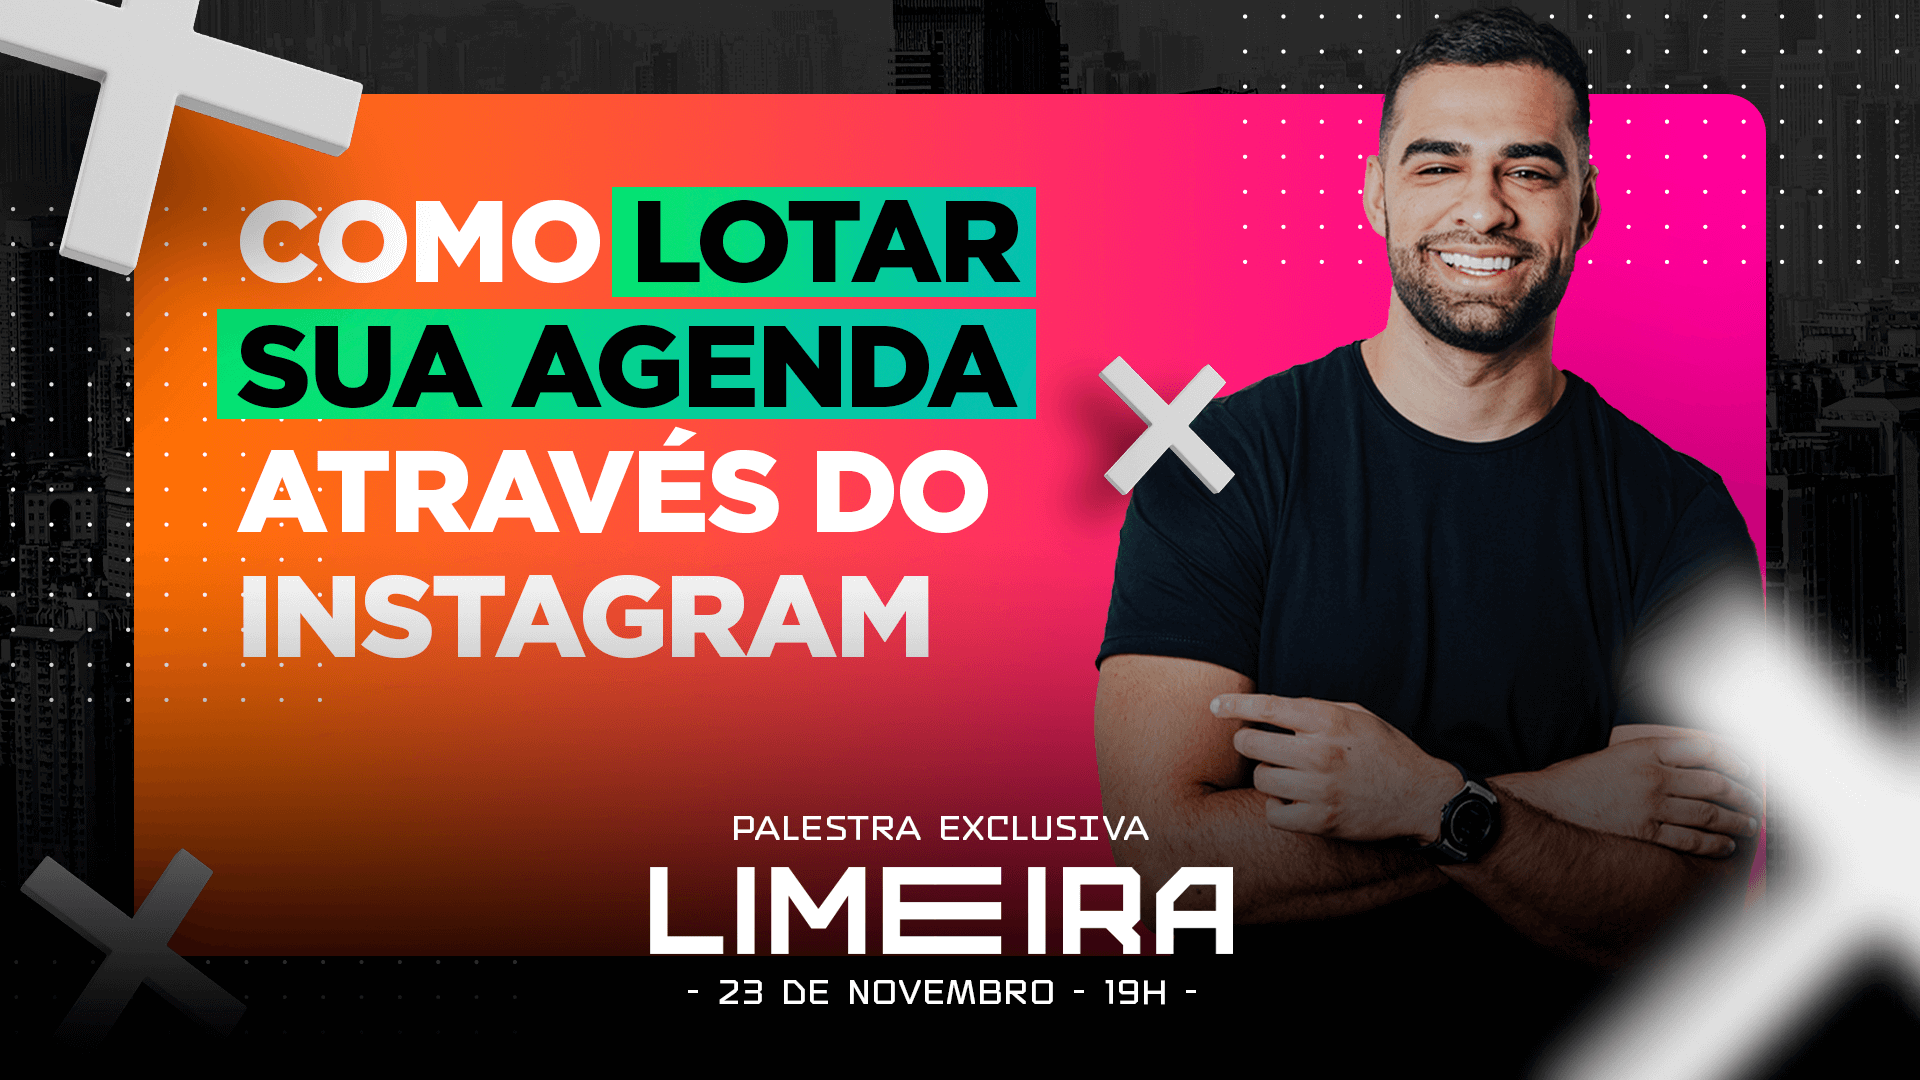 COMO LOTAR
SUA AGENDA
ATRAVÉS DO
INSTAGRAM
PALESTRA EXCLUSIVA
LIMEIRA
- 23 DE NOVEMBRO - 19H -